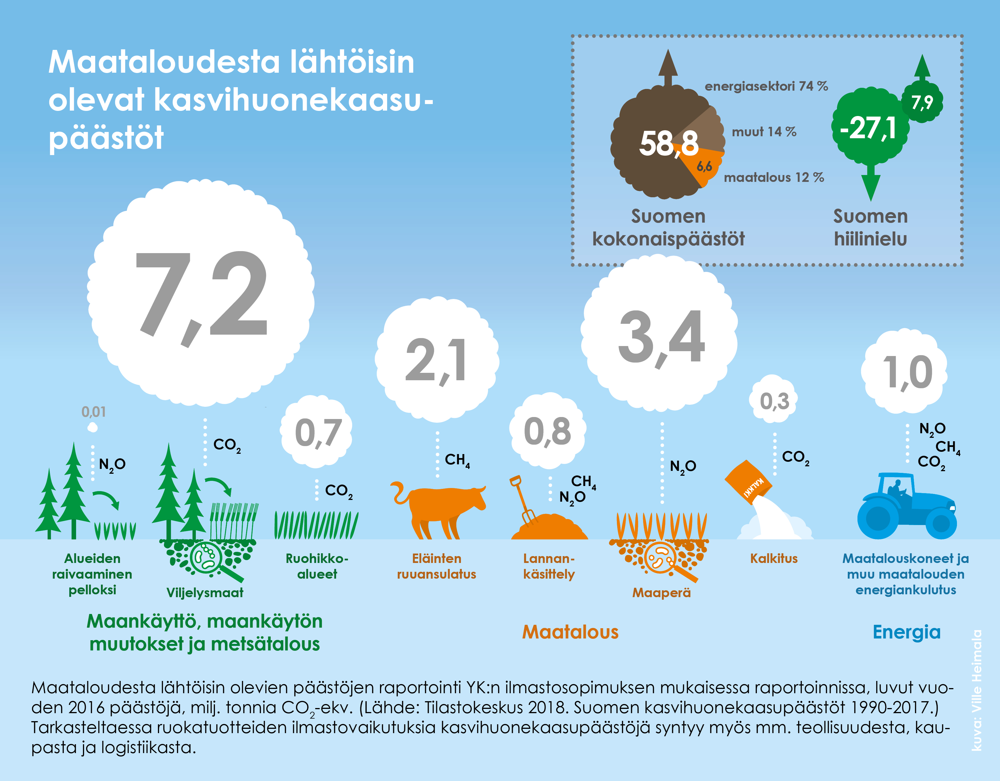 Maataloudesta lähtöisin
olevat kasvihuonekaasu-
päästöt
energiasektori 74 %
muut 14 %
maatalous 12 %
58,8
6,6
-27,1
7,9
Suomen
kokonaispäästöt
Suomen
hiilinielu
0,01
N₂O
7,2
CO₂
0,7
CO₂
2,1
CH₄
0,8
CH₄
N₂O
3,4
N₂O
0,3
CO₂
KALKKI
1,0
N₂O
CH₄
CO₂
Alueiden
raivaaminen
pelloksi
Viljelysmaat
Ruohikko-
alueet
Eläinten
ruuansulatus
Lannan-
käsittely
Maaperä
Kalkitus
Maatalouskoneet ja
muu maatalouden
energiankulutus
Maankäyttö, maankäytön
muutokset ja metsätalous
Maatalous
Energia
Maataloudesta lähtöisin olevien päästöjen raportointi YK:n ilmastosopimuksen mukaisessa raportoinnissa, luvut vuo-
den 2016 päästöjä, milj. tonnia CO₂-ekv. (Lähde: Tilastokeskus 2018. Suomen kasvihuonekaasupäästöt 1990-2017.)
Tarkasteltaessa ruokatuotteiden ilmastovaikutuksia kasvihuonekaasupäästöjä syntyy myös mm. teollisuudesta, kau-
pasta ja logistiikasta.
kuva: Ville Heimala